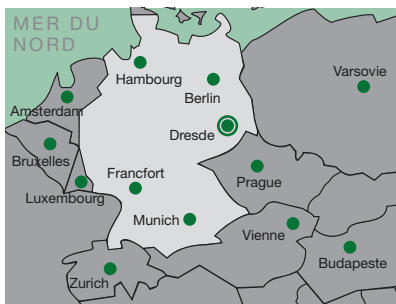 MER DU
NORD
Hambourg
Varsovie
Berlin
Amsterdam
Dresde
Bruxelles
Francfort
Prague
Luxembourg
Munich
Vienne
Budapeste
Zurich